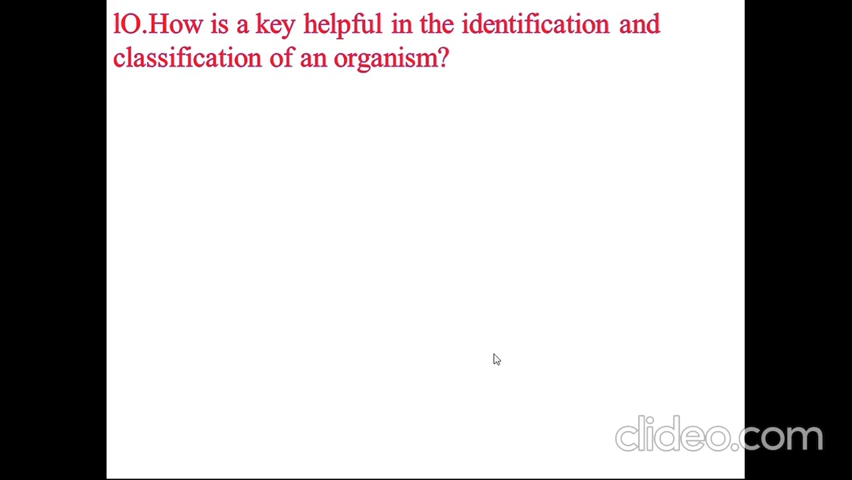 lO.How is a key helpful in the identification and
classification of an organism?
clideo.com